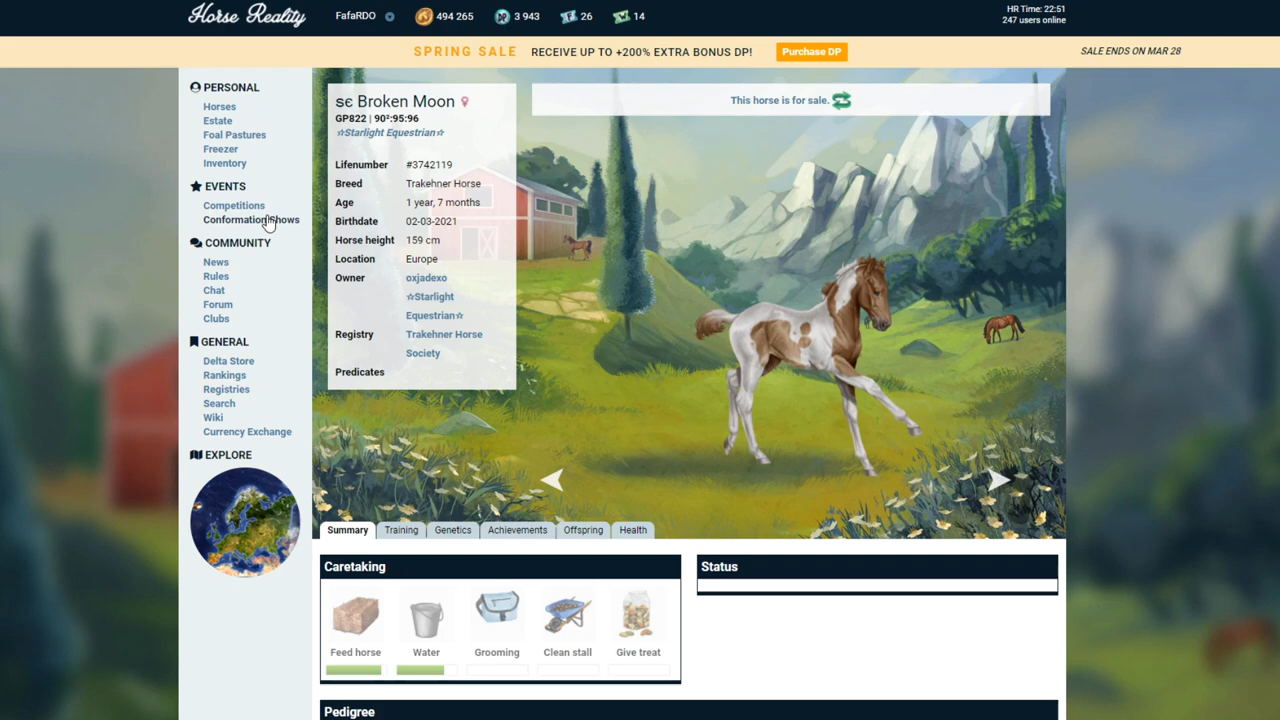 Horse Reality
FafaRDO
494 265
3 943
26
14
HR Time: 22:51
247 users online
SPRING SALE RECEIVE UP TO +200% EXTRA BONUS DP! Purchase DP
SALE ENDS ON MAR 28
PERSONAL
Horses
Estate
Foal Pastures
Freezer
Inventory
EVENTS
Competitions
Conformation Shows
COMMUNITY
News
Rules
Chat
Forum
Clubs
GENERAL
Delta Store
Rankings
Registries
Search
Wiki
Currency Exchange
EXPLORE
sє Broken Moon
GP822 | 90²:95:96
☆Starlight Equestrian☆
Lifenumber #3742119
Breed Trakehner Horse
Age 1 year, 7 months
Birthdate 02-03-2021
Horse height 159 cm
Location Europe
Owner oxjadexo
☆Starlight
Equestrian☆
Registry Trakehner Horse
Society
Predicates
This horse is for sale.
Summary Training Genetics Achievements Offspring Health
Caretaking
Feed horse Water Grooming Clean stall Give treat
Status
Pedigree